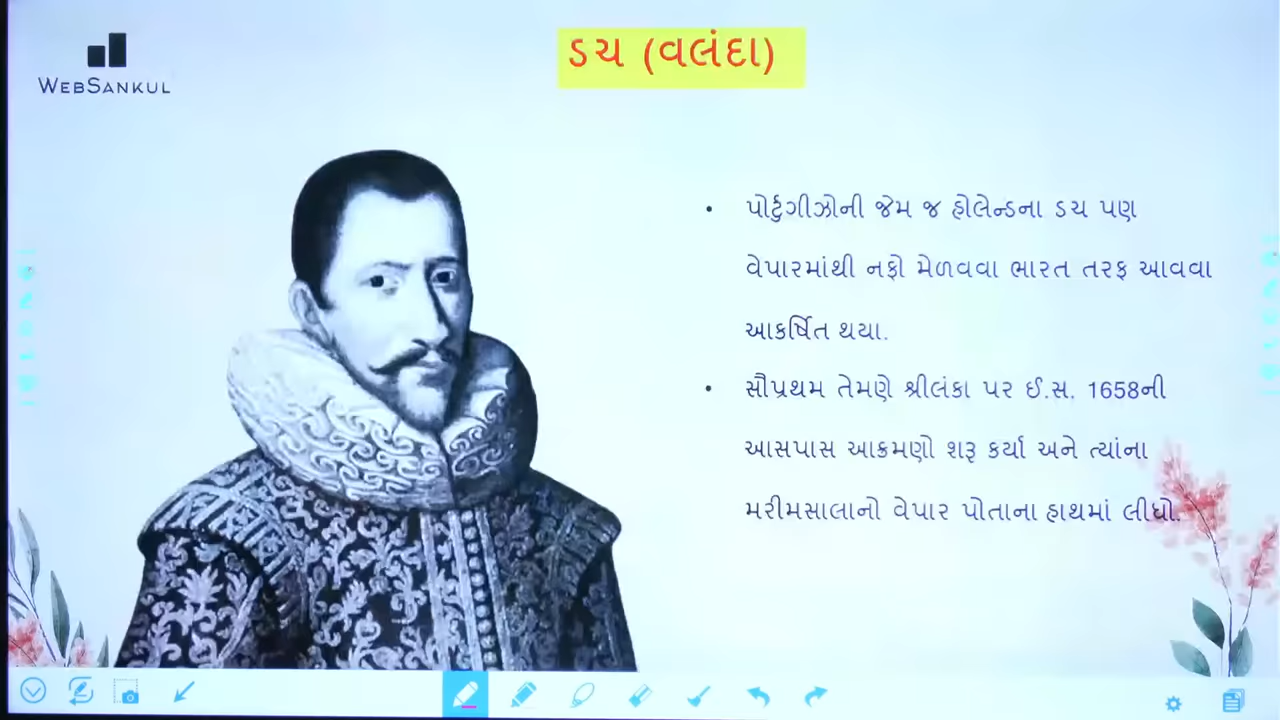 WEBSANKUL
ડચ (વલંદા)
• પોર્ટુગીઝોની જેમ જ હોલેન્ડના ડચ પણ
વેપારમાંથી નફો મેળવવા ભારત તરફ આવવા
આકર્ષિત થયા.
• સૌપ્રથમ તેમણે શ્રીલંકા પર ઈ.સ. 1658ની
આસપાસ આક્રમણો શરૂ કર્યા અને ત્યાંના
મરીમસાલાનો વેપાર પોતાના હાથમાં લીધો.